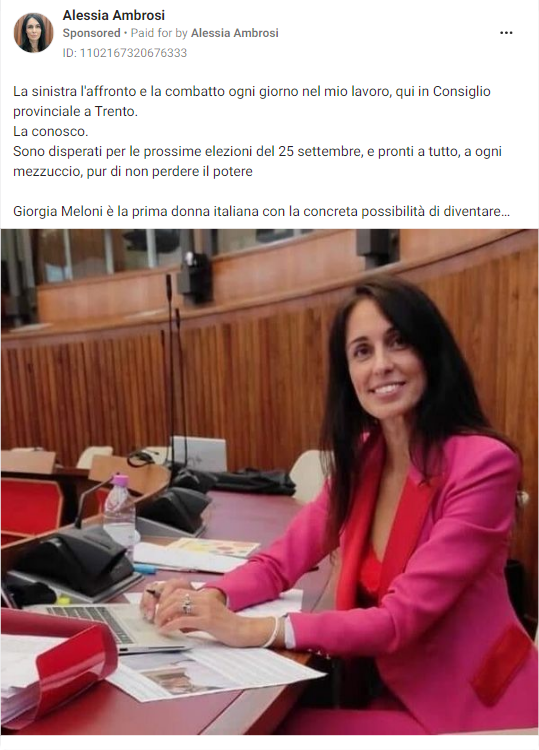 Alessia Ambrosi
Sponsored • Paid for by Alessia Ambrosi
ID: 1102167320676333
La sinistra l'affronto e la combatto ogni giorno nel mio lavoro, qui in Consiglio
provinciale a Trento.
La conosco.
Sono disperati per le prossime elezioni del 25 settembre, e pronti a tutto, a ogni
mezzuccio, pur di non perdere il potere
Giorgia Meloni è la prima donna italiana con la concreta possibilità di diventare...